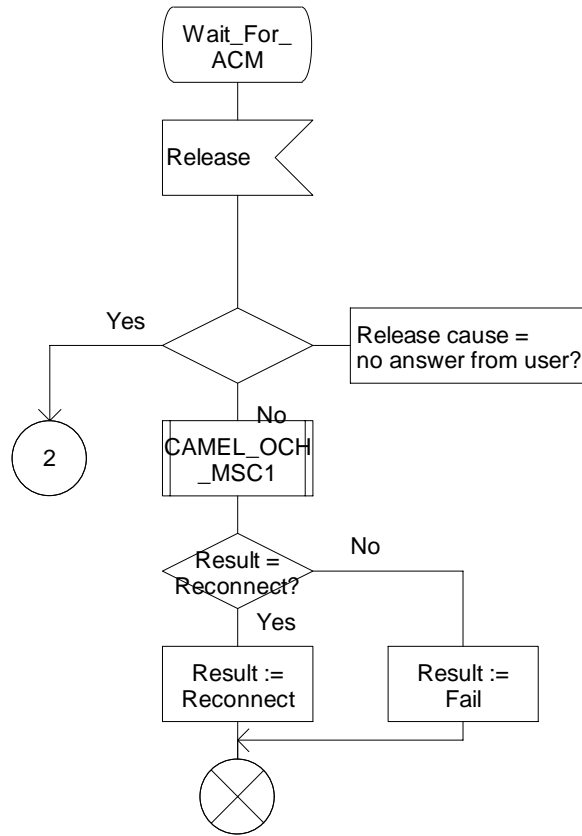 Wait_For_
ACM
Release
Yes
Release cause =
no answer from user?
No
2
CAMEL_OCH
_MSC1
Result =
Reconnect?
No
Yes
Result :=
Reconnect
Result :=
Fail